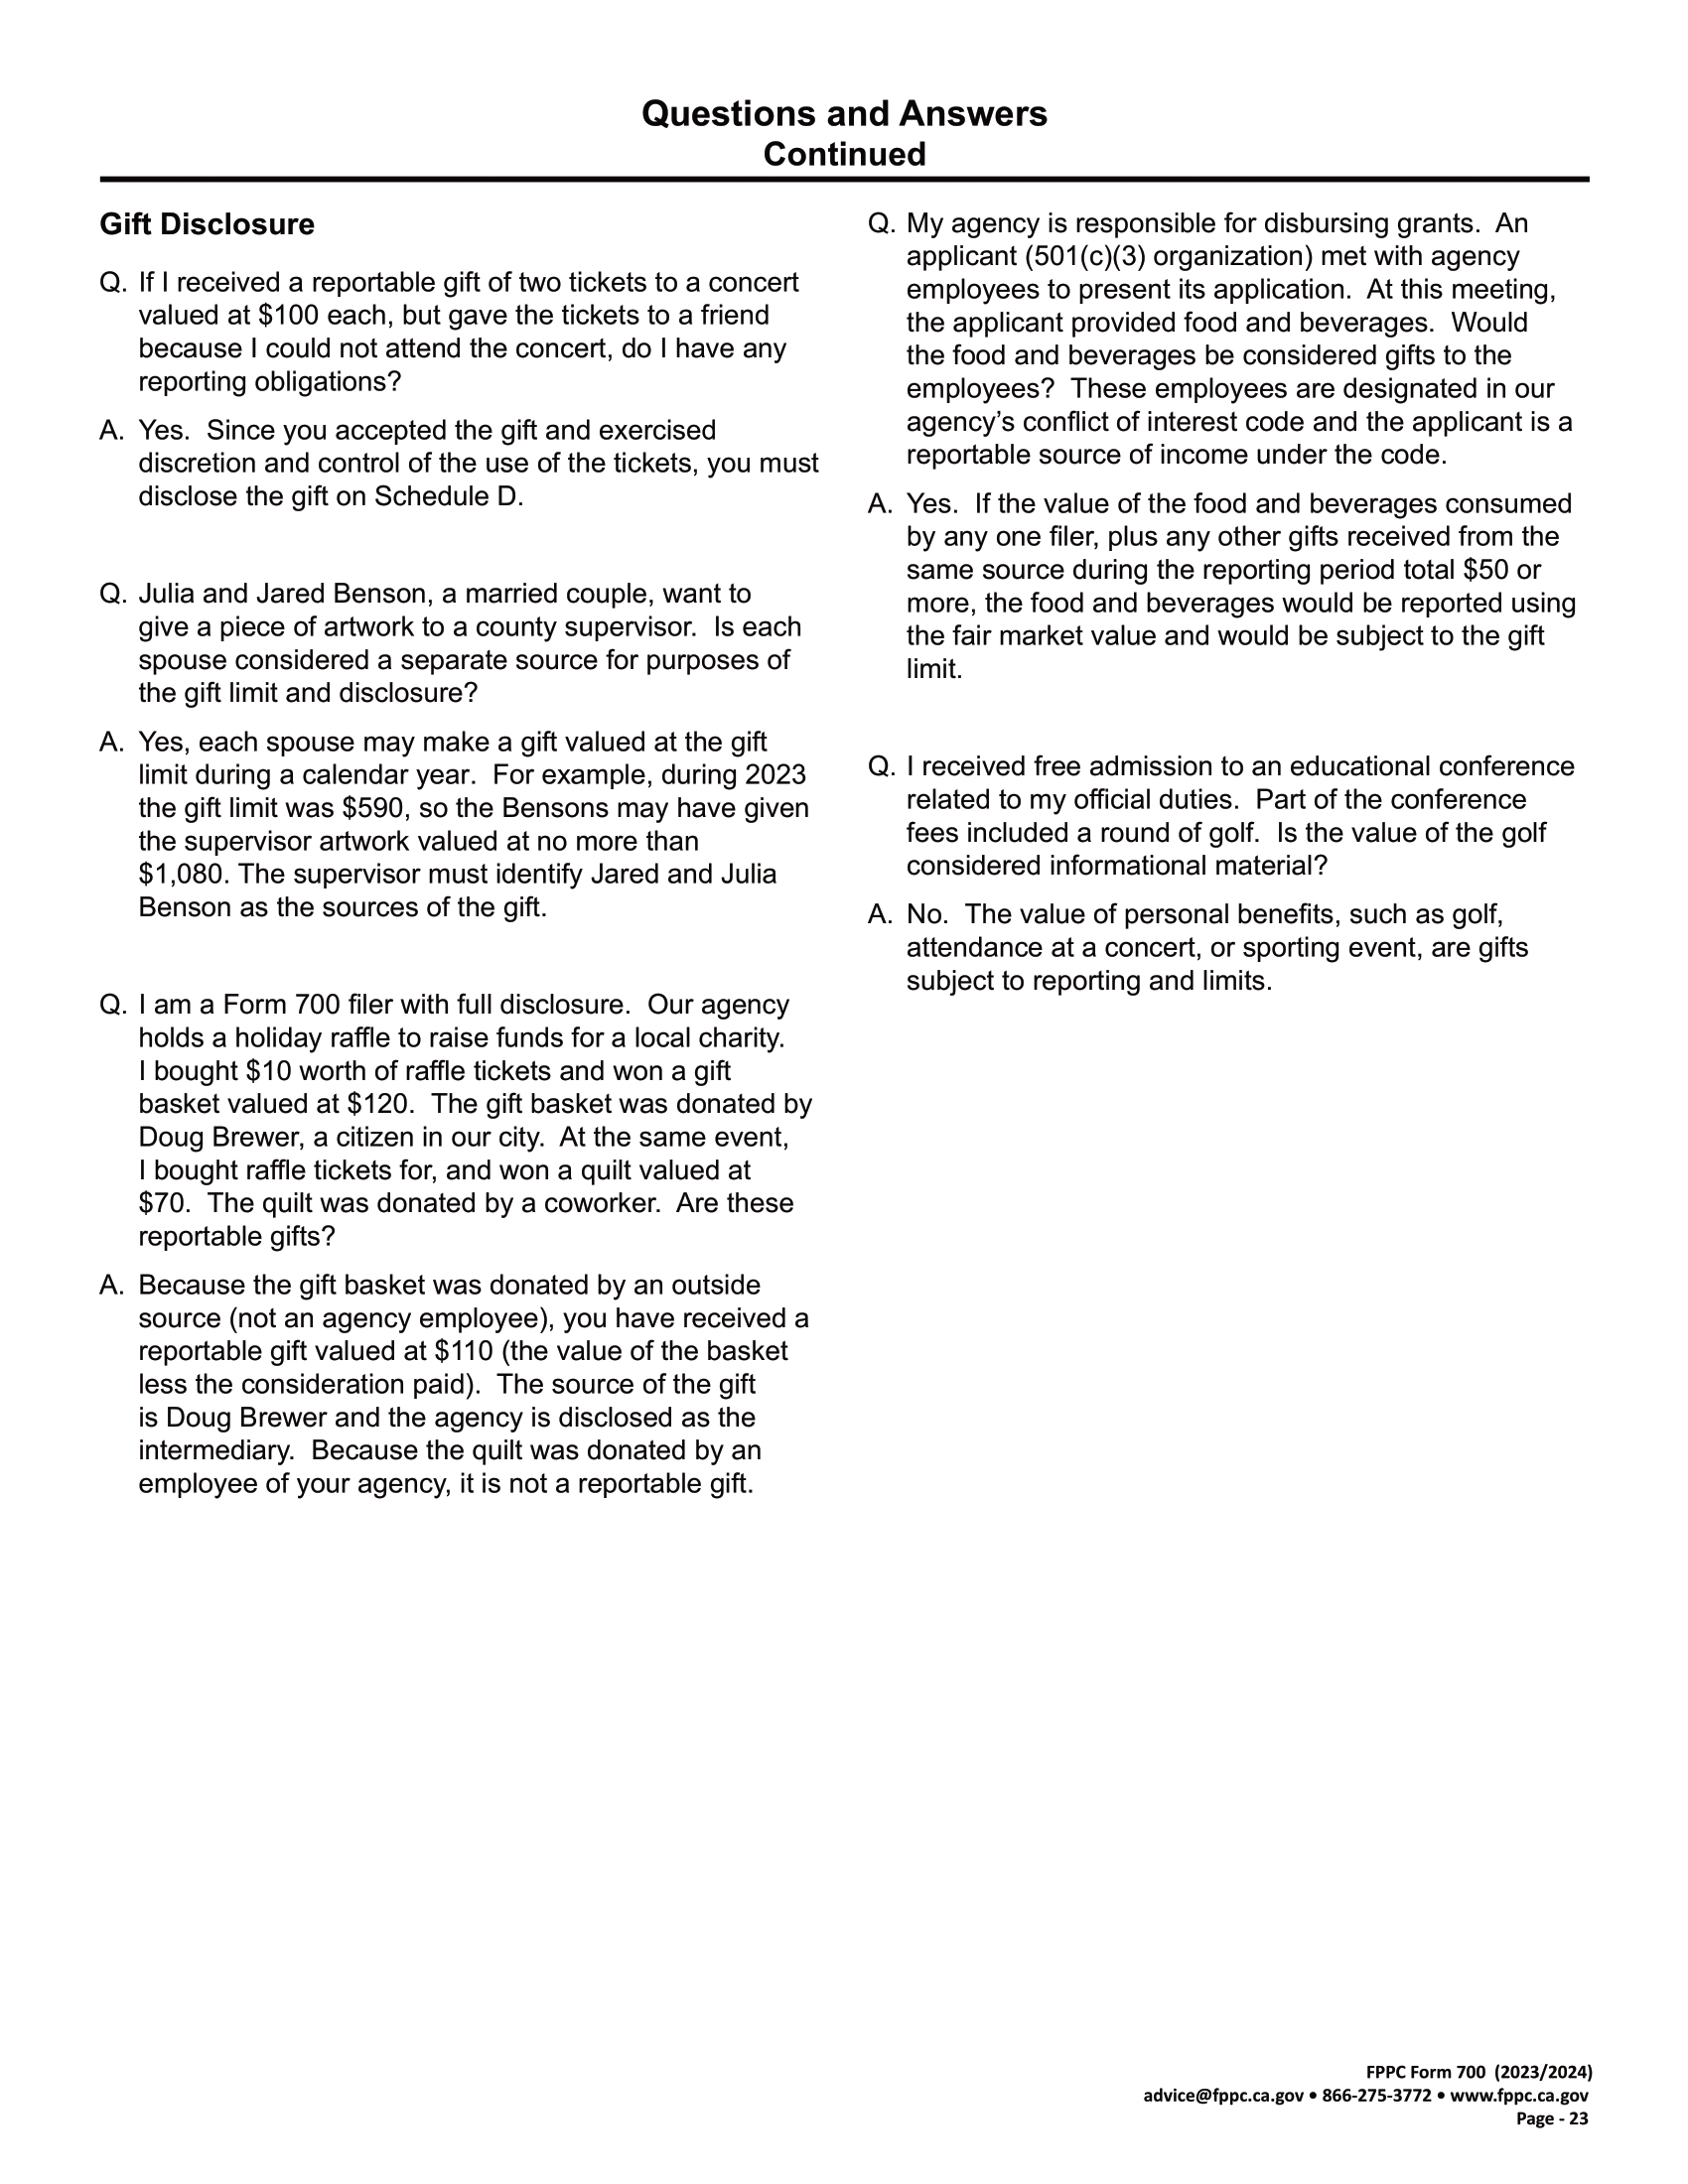 Questions and Answers
Continued
Gift Disclosure
Q. If I received a reportable gift of two tickets to a concert
valued at $100 each, but gave the tickets to a friend
because I could not attend the concert, do I have any
reporting obligations?
A. Yes.  Since you accepted the gift and exercised
discretion and control of the use of the tickets, you must
disclose the gift on Schedule D.
Q. Julia and Jared Benson, a married couple, want to
give a piece of artwork to a county supervisor.  Is each
spouse considered a separate source for purposes of
the gift limit and disclosure?
A. Yes, each spouse may make a gift valued at the gift
limit during a calendar year.  For example, during 2023
the gift limit was $590, so the Bensons may have given
the supervisor artwork valued at no more than
$1,080. The supervisor must identify Jared and Julia
Benson as the sources of the gift.
Q. I am a Form 700 filer with full disclosure.  Our agency
holds a holiday raffle to raise funds for a local charity.
I bought $10 worth of raffle tickets and won a gift
basket valued at $120.  The gift basket was donated by
Doug Brewer, a citizen in our city.  At the same event,
I bought raffle tickets for, and won a quilt valued at
$70.  The quilt was donated by a coworker.  Are these
reportable gifts?
A. Because the gift basket was donated by an outside
source (not an agency employee), you have received a
reportable gift valued at $110 (the value of the basket
less the consideration paid).  The source of the gift
is Doug Brewer and the agency is disclosed as the
intermediary.  Because the quilt was donated by an
employee of your agency, it is not a reportable gift.
Q. My agency is responsible for disbursing grants.  An
applicant (501(c)(3) organization) met with agency
employees to present its application.  At this meeting,
the applicant provided food and beverages.  Would
the food and beverages be considered gifts to the
employees?  These employees are designated in our
agency's conflict of interest code and the applicant is a
reportable source of income under the code.
A. Yes.  If the value of the food and beverages consumed
by any one filer, plus any other gifts received from the
same source during the reporting period total $50 or
more, the food and beverages would be reported using
the fair market value and would be subject to the gift
limit.
Q. I received free admission to an educational conference
related to my official duties.  Part of the conference
fees included a round of golf.  Is the value of the golf
considered informational material?
A. No.  The value of personal benefits, such as golf,
attendance at a concert, or sporting event, are gifts
subject to reporting and limits.
FPPC Form 700  (2023/2024)
advice@fppc.ca.gov • 866-275-3772 • www.fppc.ca.gov
Page - 23